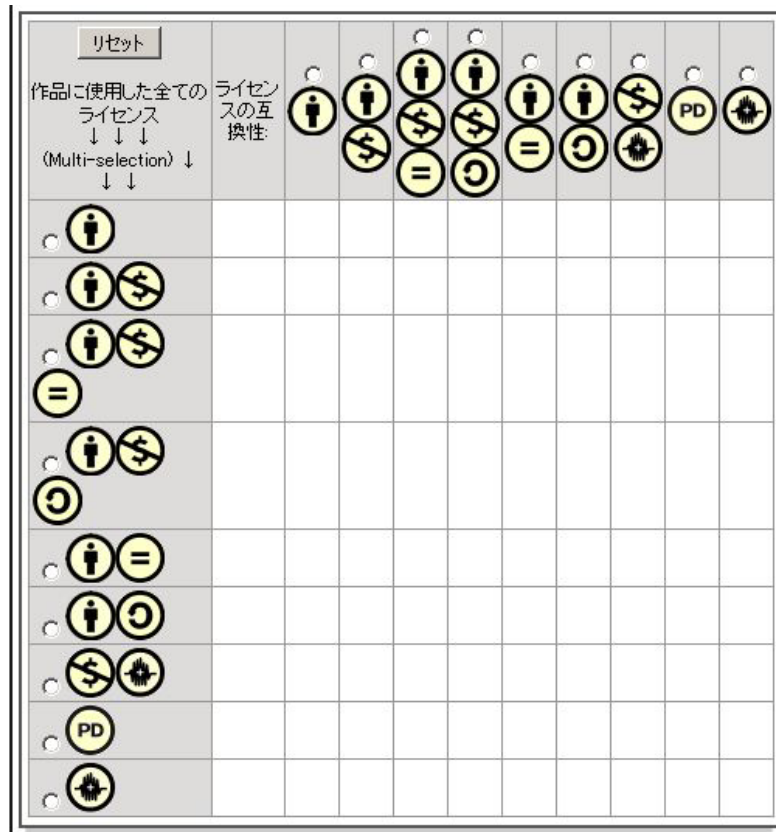 リセット
作品に使用した全ての
ライセンス
↓ ↓ ↓
(Multi-selection) ↓
↓ ↓
ライセン
スの互
換性:
$
$
$
$
PD
=
$
=
$
=
$
$
=
$
=
$
PD